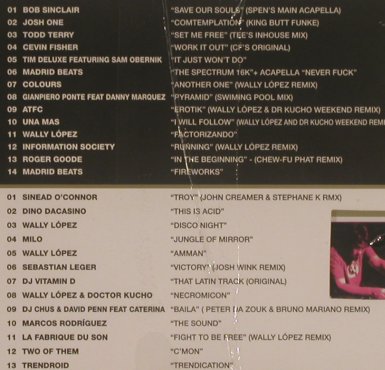 01 BOB SINCLAIR "SAVE OUR SOULS" (SPEN'S MAIN ACAPELLA)
02 JOSH ONE "COMTEMPLATION" (KING BUTT FUNKE)
03 TODD TERRY "SET ME FREE" (TEE'S INHOUSE MIX)
04 CEVIN FISHER "WORK IT OUT" (CF'S ORIGINAL)
05 TIM DELUXE FEATURING SAM OBERNIK "IT JUST WON'T DO"
06 MADRID BEATS "THE SPECTRUM 16K"+ ACAPELLA "NEVER FUCK"
07 COLOURS "ANOTHER ONE" (WALLY LÓPEZ REMIX)
08 GIANPIERO PONTE FEAT DANNY MARQUEZ "PYRAMID" (SWIMING POOL MIX)
09 ATFC "EROTIK" (WALLY LÓPEZ & DR KUCHO WEEKEND REMIX)
10 UNA MAS "I WILL FOLLOW" (WALLY LÓPEZ AND DR KUCHO WEEKEND REMI
11 WALLY LÓPEZ "FACTORIZANDO"
12 INFORMATION SOCIETY "RUNNING" (WALLY LÓPEZ REMIX)
13 ROGER GOODE "IN THE BEGINNING" - (CHEW-FU PHAT REMIX)
14 MADRID BEATS "FIREWORKS"
01 SINEAD O'CONNOR "TROY" (JOHN CREAMER & STEPHANE K RMX)
02 DINO DACASINO "THIS IS ACID"
03 WALLY LÓPEZ "DISCO NIGHT"
04 MILO "JUNGLE OF MIRROR"
05 WALLY LÓPEZ "AMMAN"
06 SEBASTIAN LEGER "VICTORY" (JOSH WINK REMIX)
07 DJ VITAMIN D "THAT LATIN TRACK (ORIGINAL)
08 WALLY LÓPEZ & DOCTOR KUCHO "NECROMICON"
09 DJ CHUS & DAVID PENN FEAT CATERINA "BAILA" ( PETER DA ZOUK & BRUNO MARIANO REMIX)
10 MARCOS RODRÍGUEZ "THE SOUND"
11 LA FABRIQUE DU SON "FIGHT TO BE FREE" (WALLY LÓPEZ REMIX)
12 TWO OF THEM "C'MON"
13 TRENDROID "TRENDICATION"